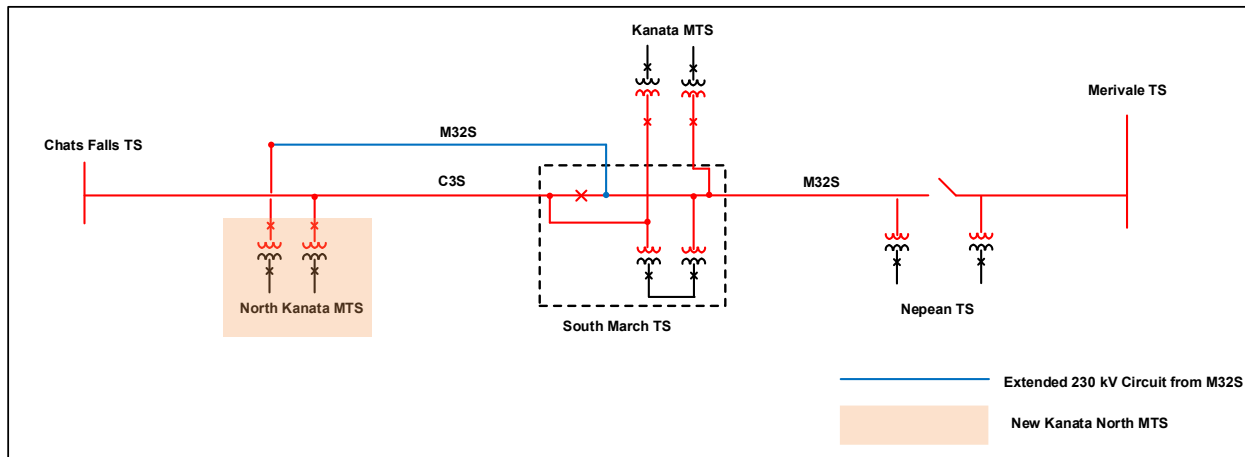 Kanata MTS
Merivale TS
M32S
Chats Falls TS
C3S
M32S
North Kanata MTS
Nepean TS
South March TS
Extended 230 kV Circuit from M32S
New Kanata North MTS